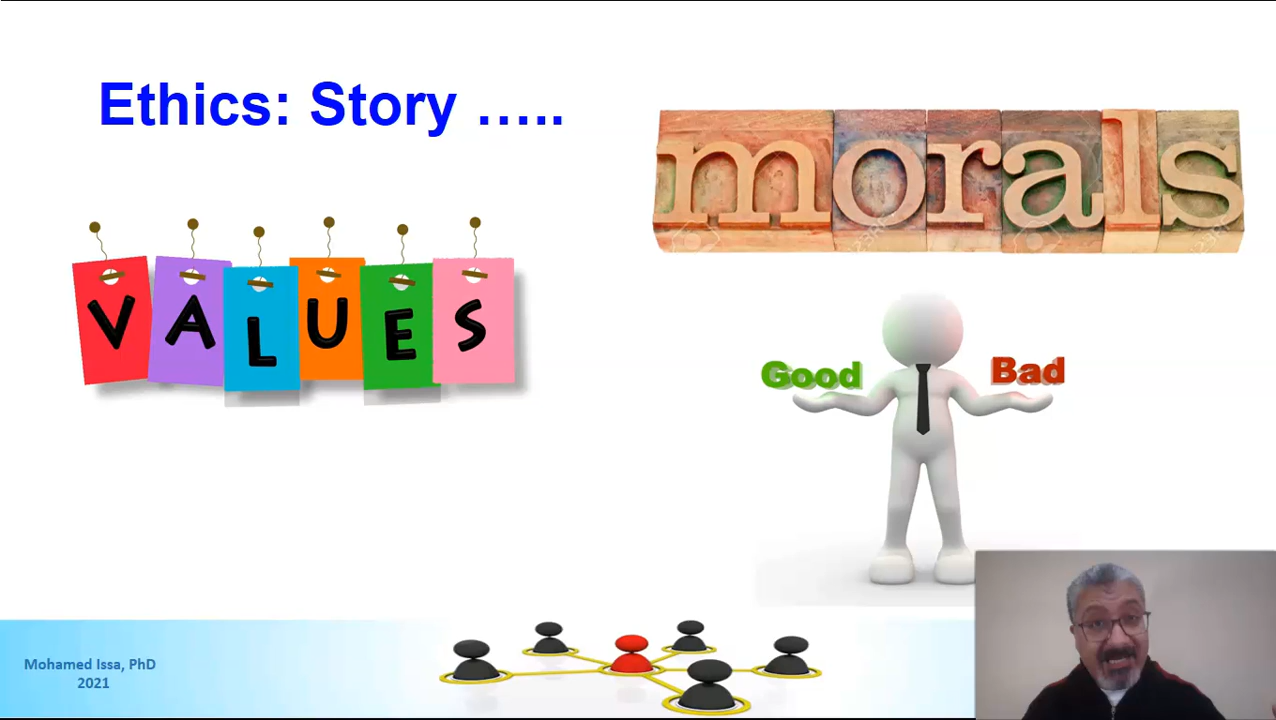 Ethics: Story …..
morals
VALUES
Good
Bad
Mohamed Issa, PhD
2021